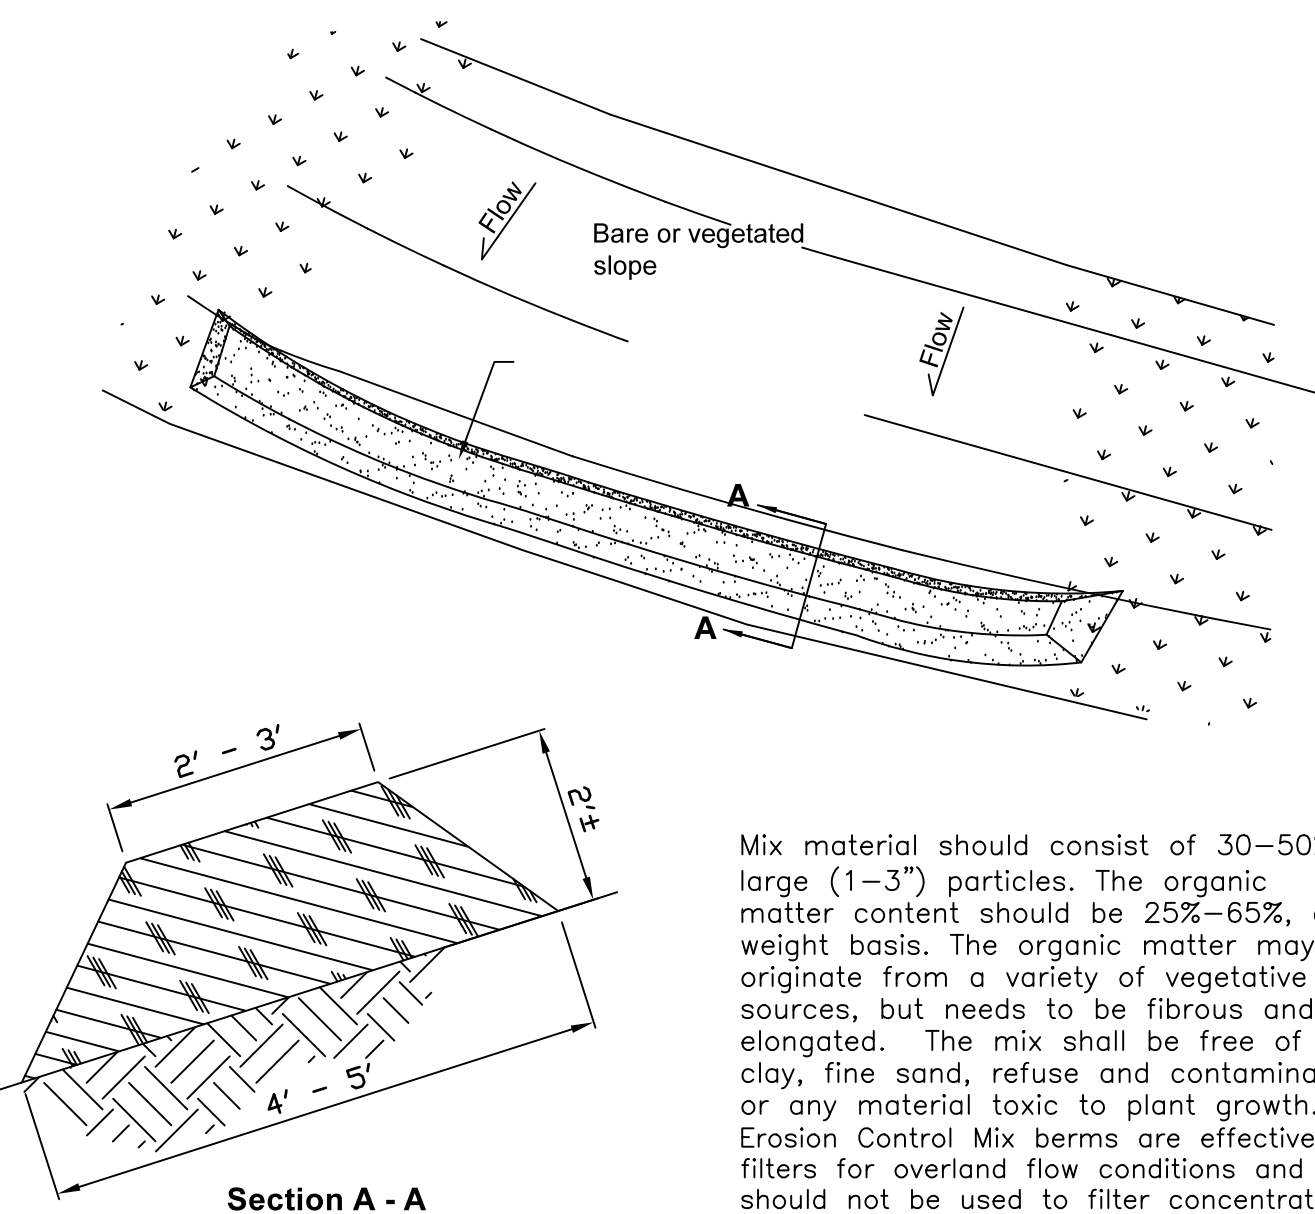 Flow
Bare or vegetated
slope
Flow
A
A
2' - 3'
2'±
4' - 5'
Section A - A
Mix material should consist of 30-50
large (1-3") particles. The organic
matter content should be 25%-65%,
weight basis. The organic matter may
originate from a variety of vegetative
sources, but needs to be fibrous and
elongated. The mix shall be free of
clay, fine sand, refuse and contamina
or any material toxic to plant growth.
Erosion Control Mix berms are effective
filters for overland flow conditions and
should not be used to filter concentrat